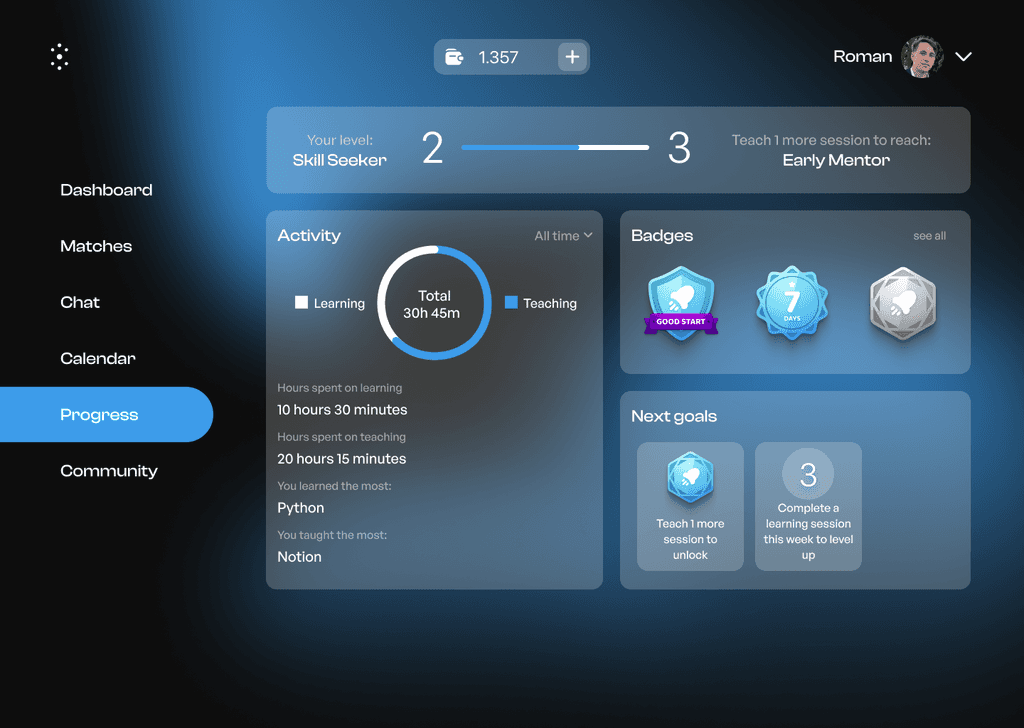 1.357
Roman
Dashboard
Matches
Chat
Calendar
Progress
Community
Your level:
Skill Seeker
2
3
Teach 1 more session to reach:
Early Mentor
Activity
All time
Learning
Total
30h 45m
Teaching
Hours spent on learning
10 hours 30 minutes
Hours spent on teaching
20 hours 15 minutes
You learned the most:
Python
You taught the most:
Notion
Badges
see all
GOOD START
7
DAYS
Next goals
Teach 1 more
session to
unlock
3
Complete a
learning session
this week to level
up